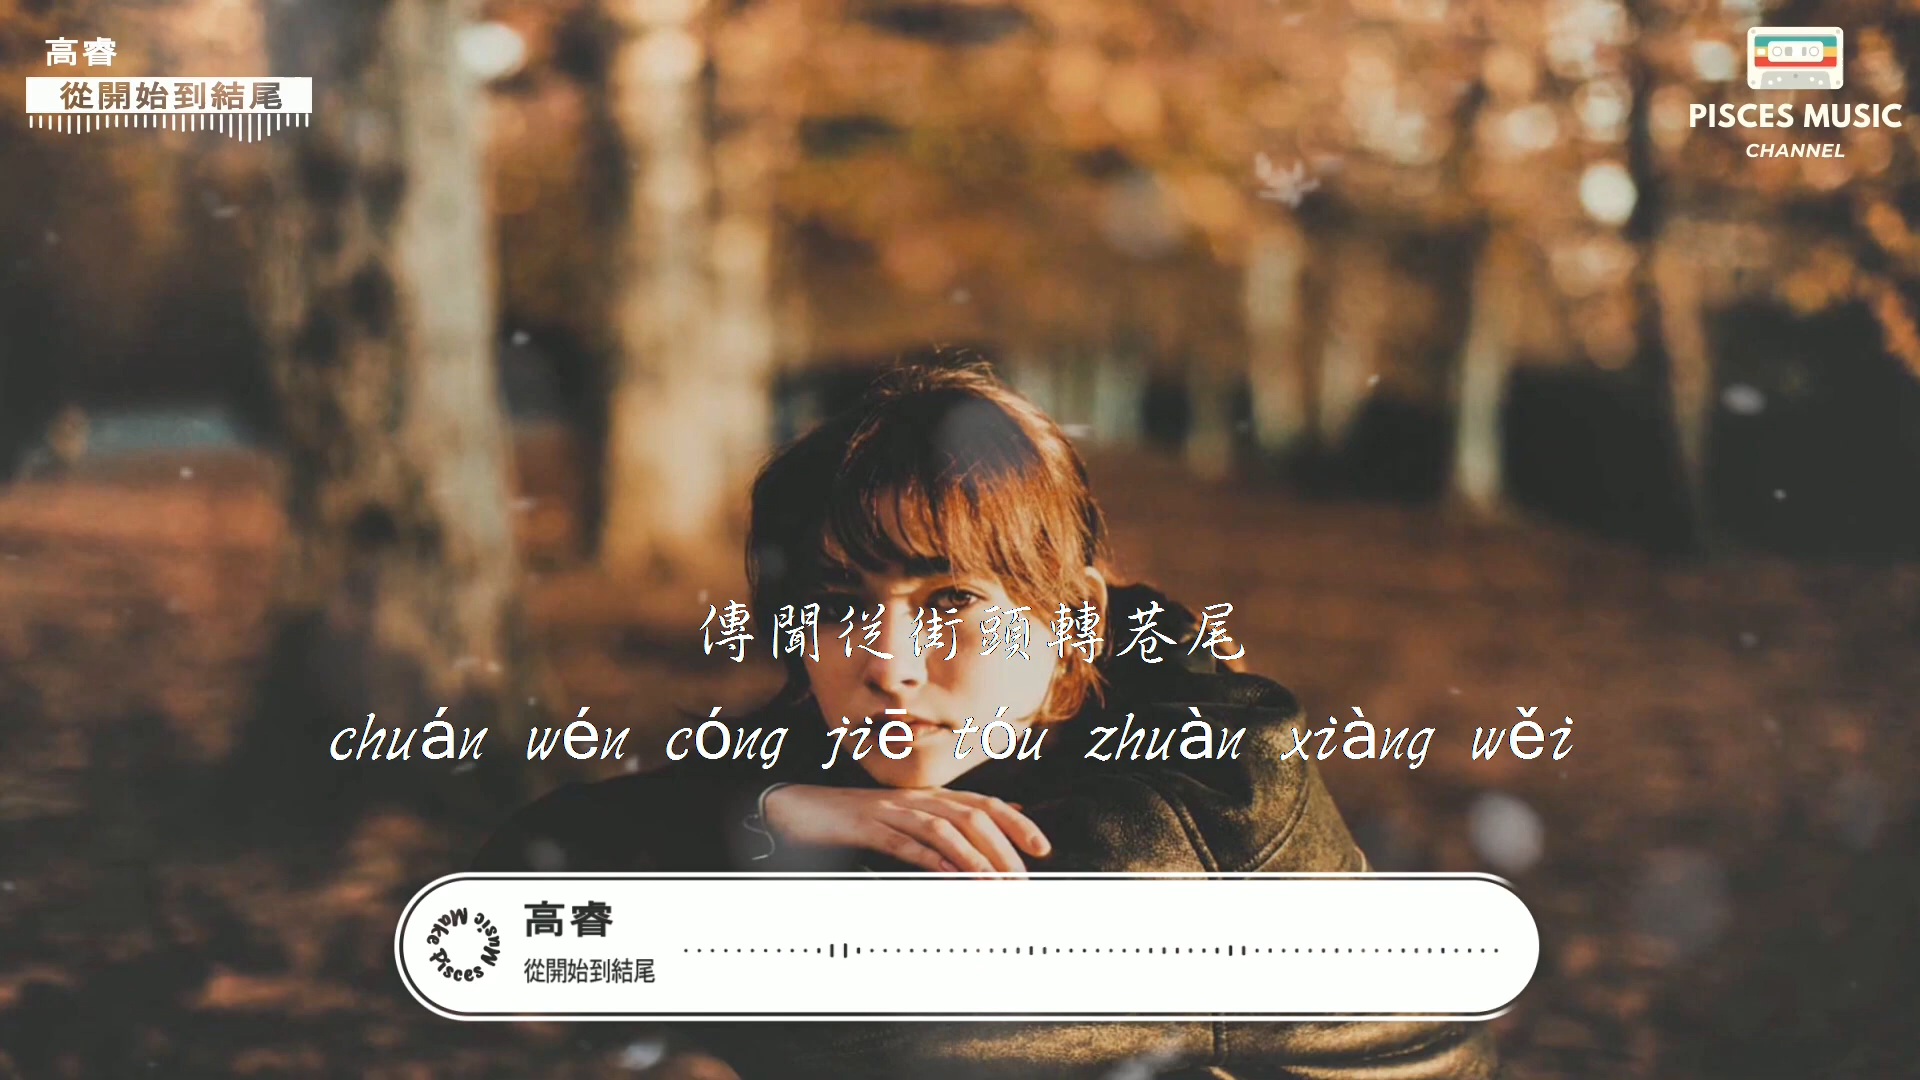 高睿
從開始到結尾
PISCES MUSIC
CHANNEL
傳聞從街頭轉巷尾
chuán wén cóng jiē tóu zhuàn xiàng wěi
Make Pisces Music
高睿
從開始到結尾